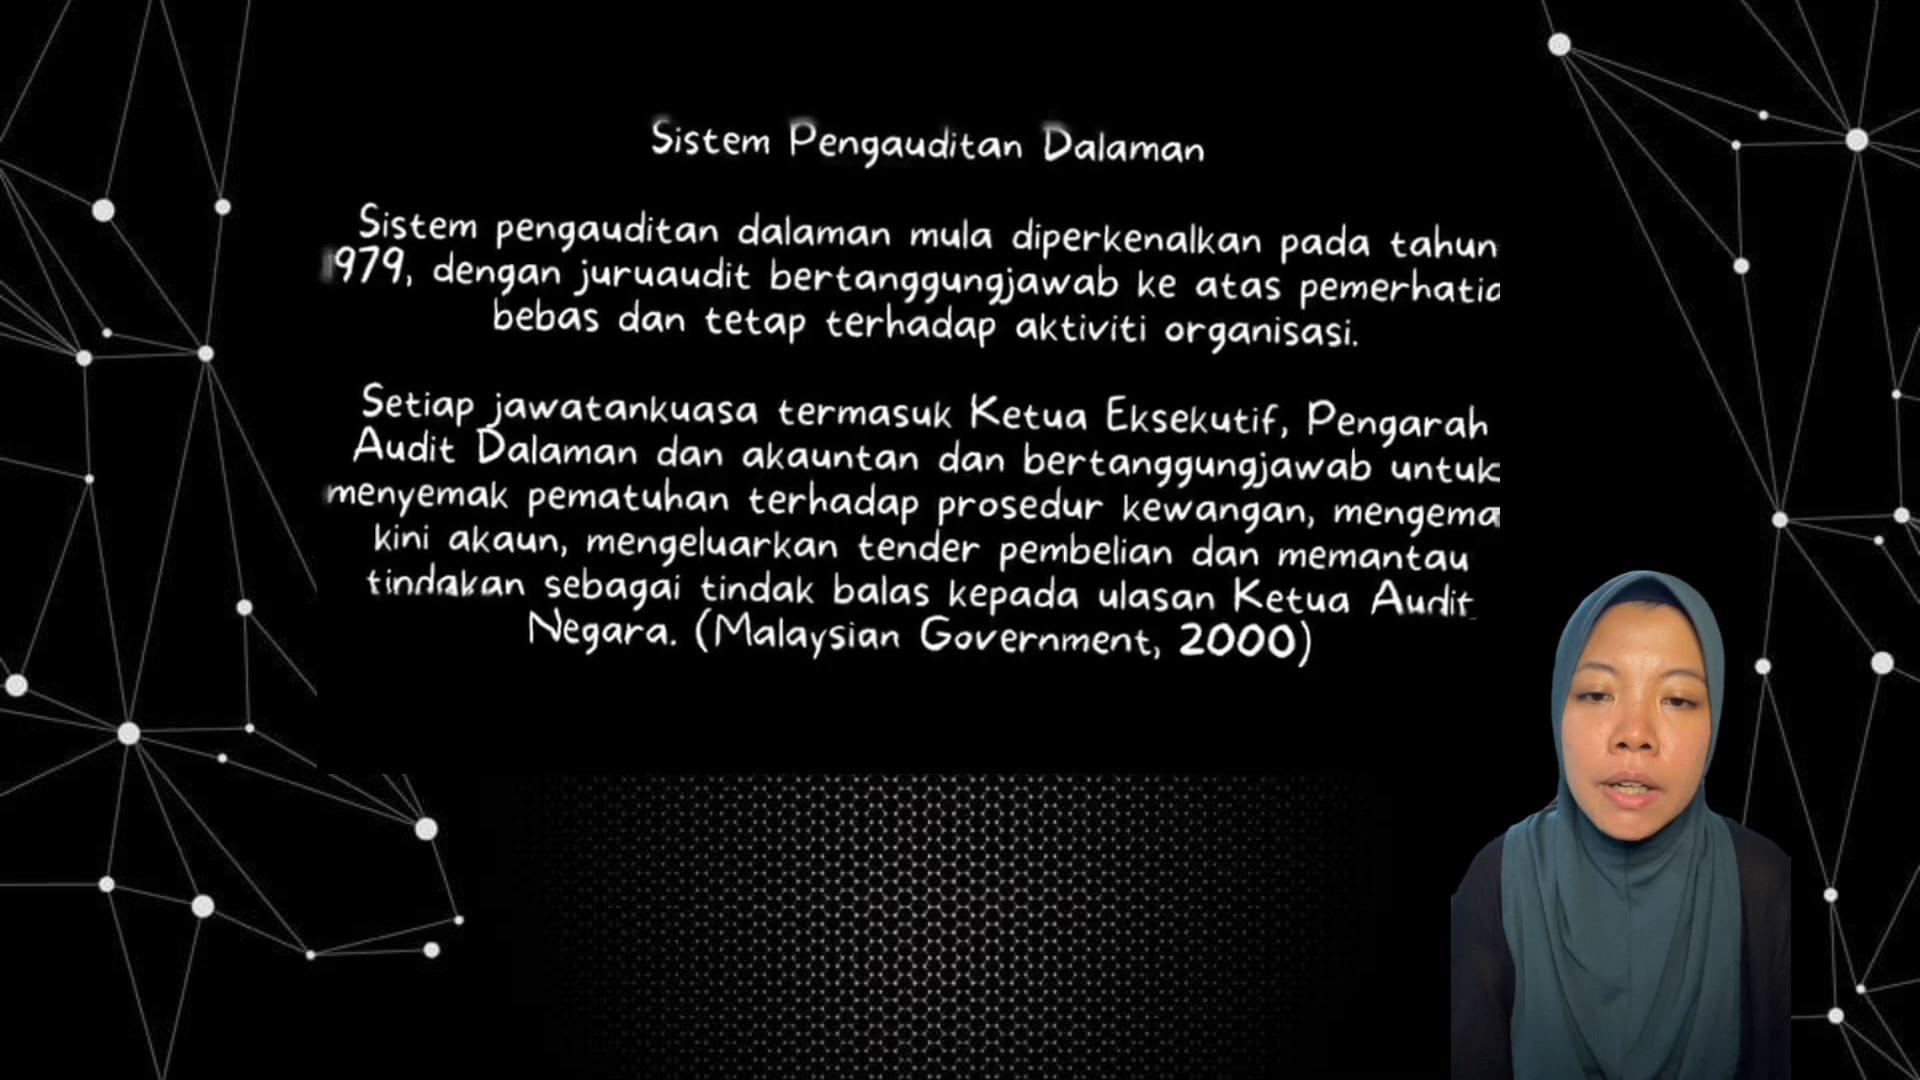 Sistem Pengauditan Dalaman
Sistem pengauditan dalaman mula diperkenalkan pada tahun
1979, dengan juruaudit bertanggungjawab ke atas pemerhatia
bebas dan tetap terhadap aktiviti organisasi.
Setiap jawatankuasa termasuk Ketua Eksekutif, Pengarah
Audit Dalaman dan akauntan dan bertanggungjawab untuk
menyemak pematuhan terhadap prosedur kewangan, mengema
kini akaun, mengeluarkan tender pembelian dan memantau
tindakan sebagai tindak balas kepada ulasan Ketua Audit
Negara. (Malaysian Government, 2000)